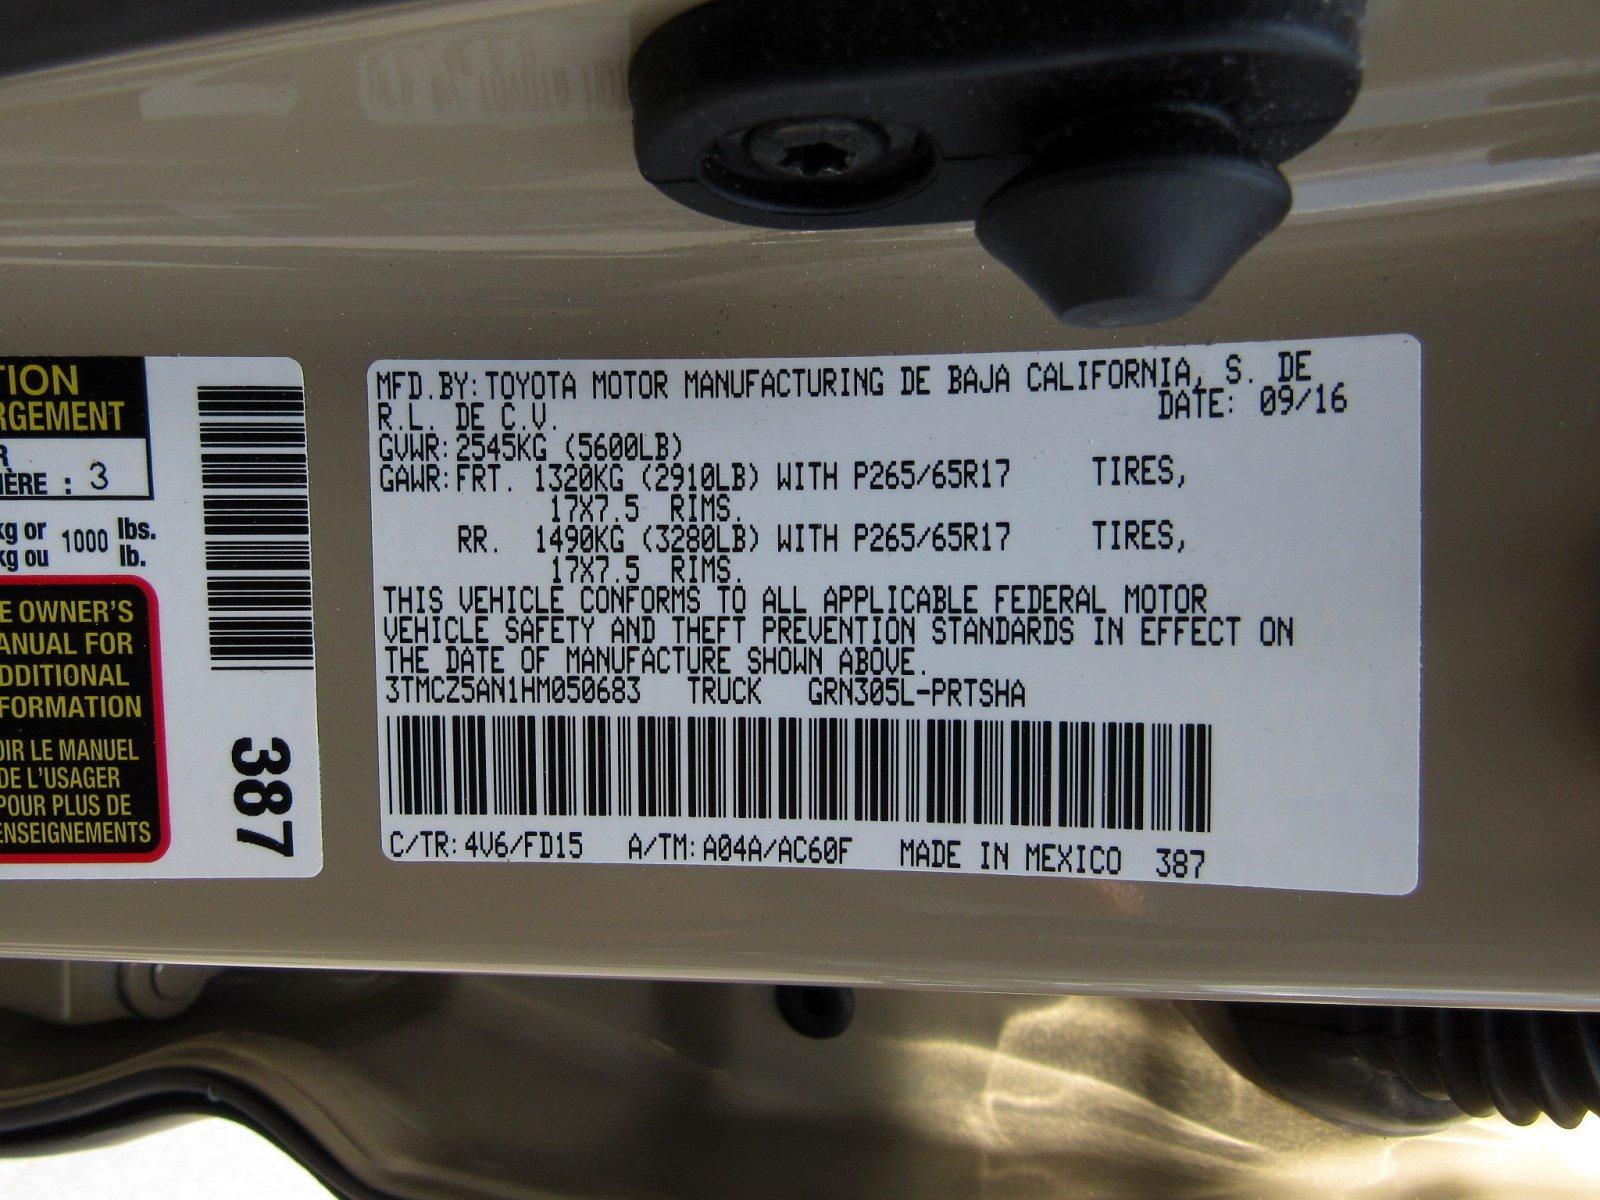 TION
RGEMENT
R
IÈRE : 3
kg or 1000 lbs.
kg ou lb.
E OWNER'S
ANUAL FOR
DDITIONAL
FORMATION
OIR LE MANUEL
DE L'USAGER
POUR PLUS DE
ENSEIGNEMENTS
387
MFD.BY:TOYOTA MOTOR MANUFACTURING DE BAJA CALIFORNIA, S. DE
R.L. DE C.V. DATE: 09/16
GVWR:2545KG (5600LB)
GAWR:FRT. 1320KG (2910LB) WITH P265/65R17 TIRES,
17X7.5 RIMS.
RR. 1490KG (3280LB) WITH P265/65R17 TIRES,
17X7.5 RIMS.
THIS VEHICLE CONFORMS TO ALL APPLICABLE FEDERAL MOTOR
VEHICLE SAFETY AND THEFT PREVENTION STANDARDS IN EFFECT ON
THE DATE OF MANUFACTURE SHOWN ABOVE.
3TMCZ5AN1HM050683 TRUCK GRN305L-PRTSHA
C/TR:4V6/FD15 A/TM:A04A/AC60F MADE IN MEXICO 387